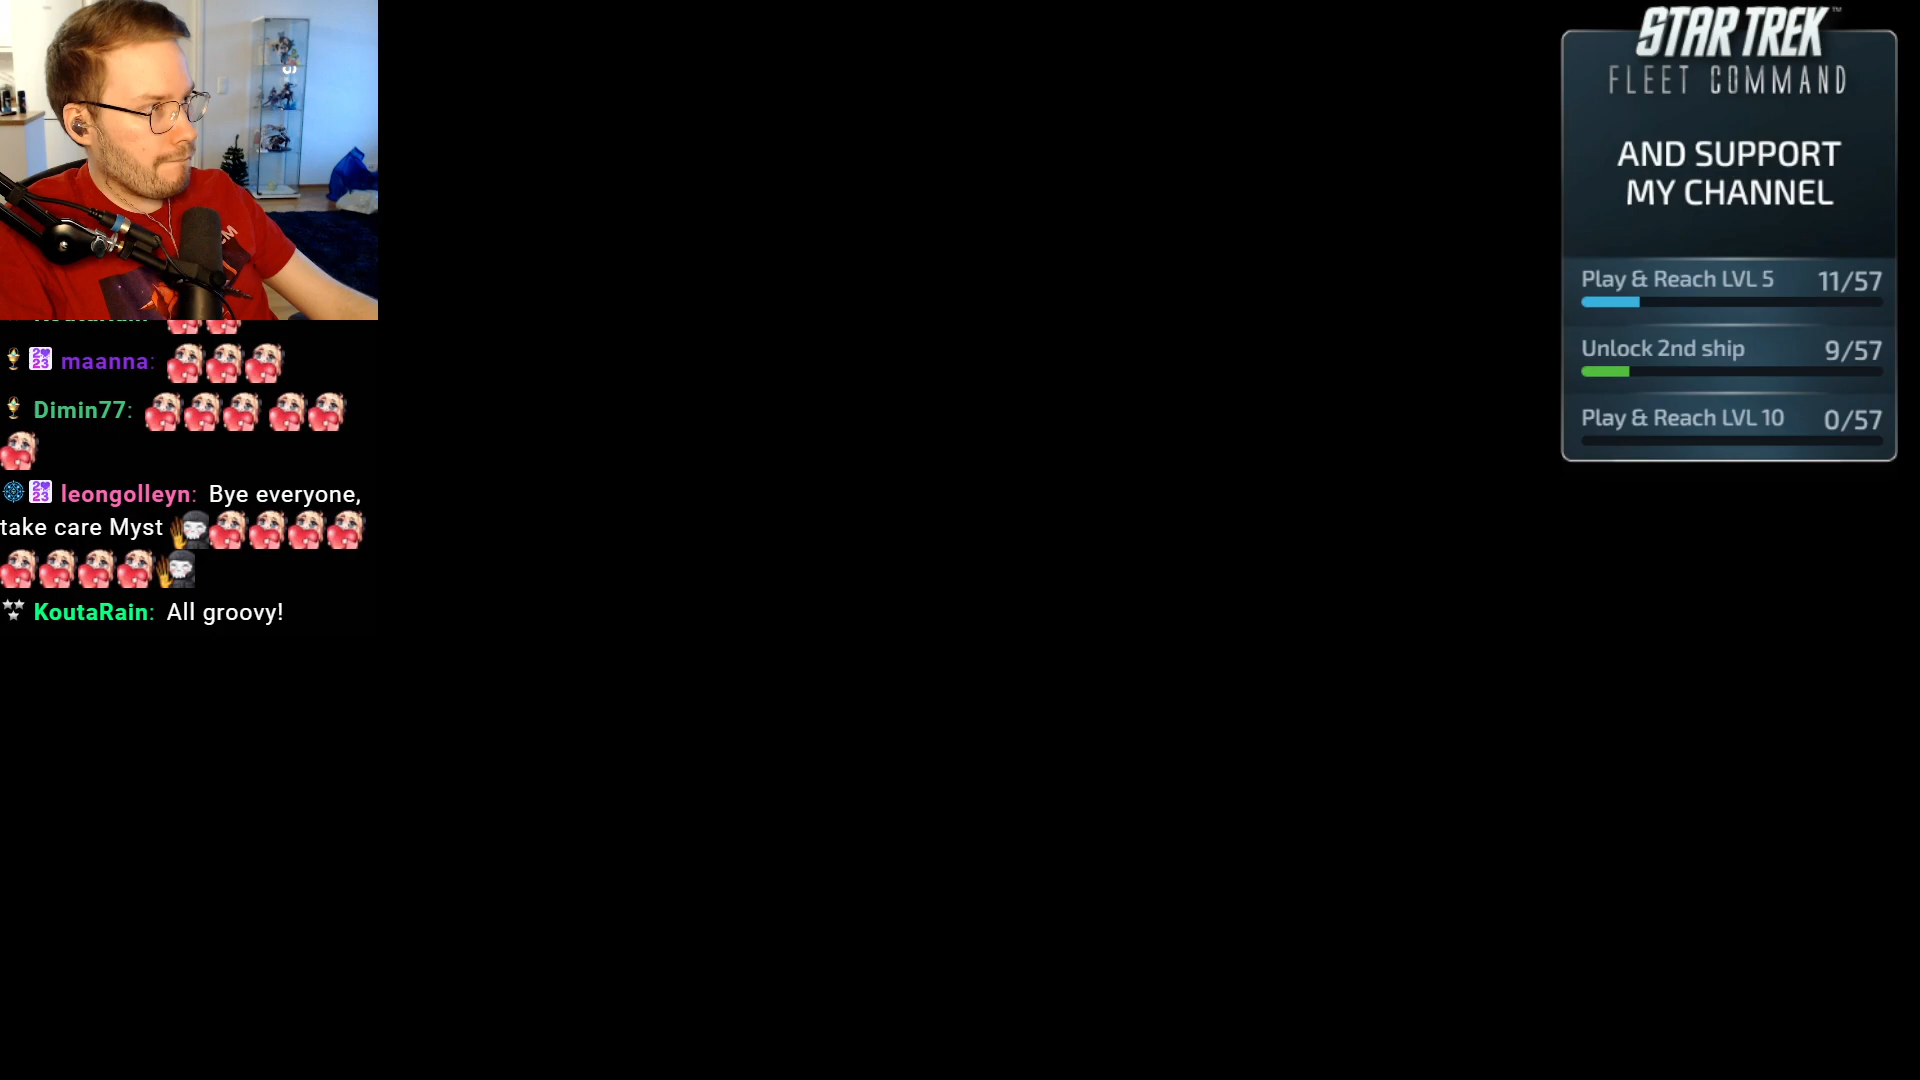 STAR TREK™
FLEET COMMAND
AND SUPPORT
MY CHANNEL
Play & Reach LVL 5 11/57
Unlock 2nd ship 9/57
Play & Reach LVL 10 0/57
maanna:
Dimin77:
leongolleyn: Bye everyone,
take care Myst
KoutaRain: All groovy!